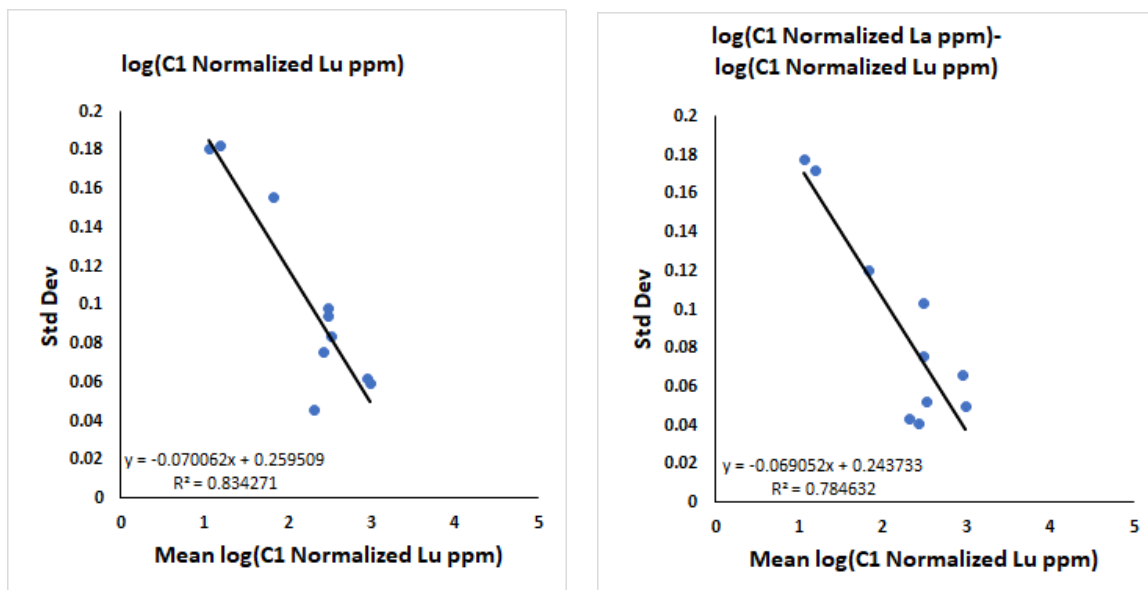 log(C1 Normalized Lu ppm)
0.2
0.18
0.16
0.14
0.12
0.1
0.08
0.06
0.04
0.02
0
Std Dev
y = -0.070062x + 0.259509
R² = 0.834271
0 1 2 3 4 5
Mean log(C1 Normalized Lu ppm)
log(C1 Normalized La ppm)-
log(C1 Normalized Lu ppm)
0.2
0.18
0.16
0.14
0.12
0.1
0.08
0.06
0.04
0.02
0
Std Dev
y = -0.069052x + 0.243733
R² = 0.784632
0 1 2 3 4 5
Mean log(C1 Normalized Lu ppm)